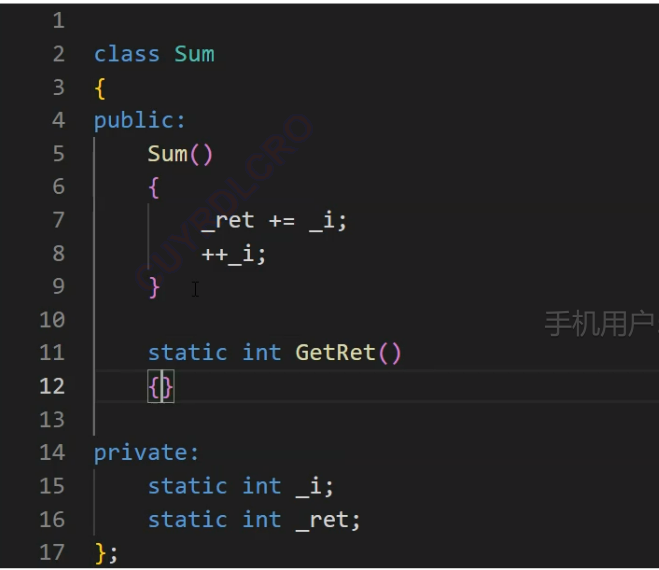 1
2 class Sum
3 {
4 public:
5 Sum()
6 {
7 _ret += _i;
8 ++_i;
9 }
10
11 static int GetRet()
12 {}
13
14 private:
15 static int _i;
16 static int _ret;
17 };
CUYRDLCRO
手机用户